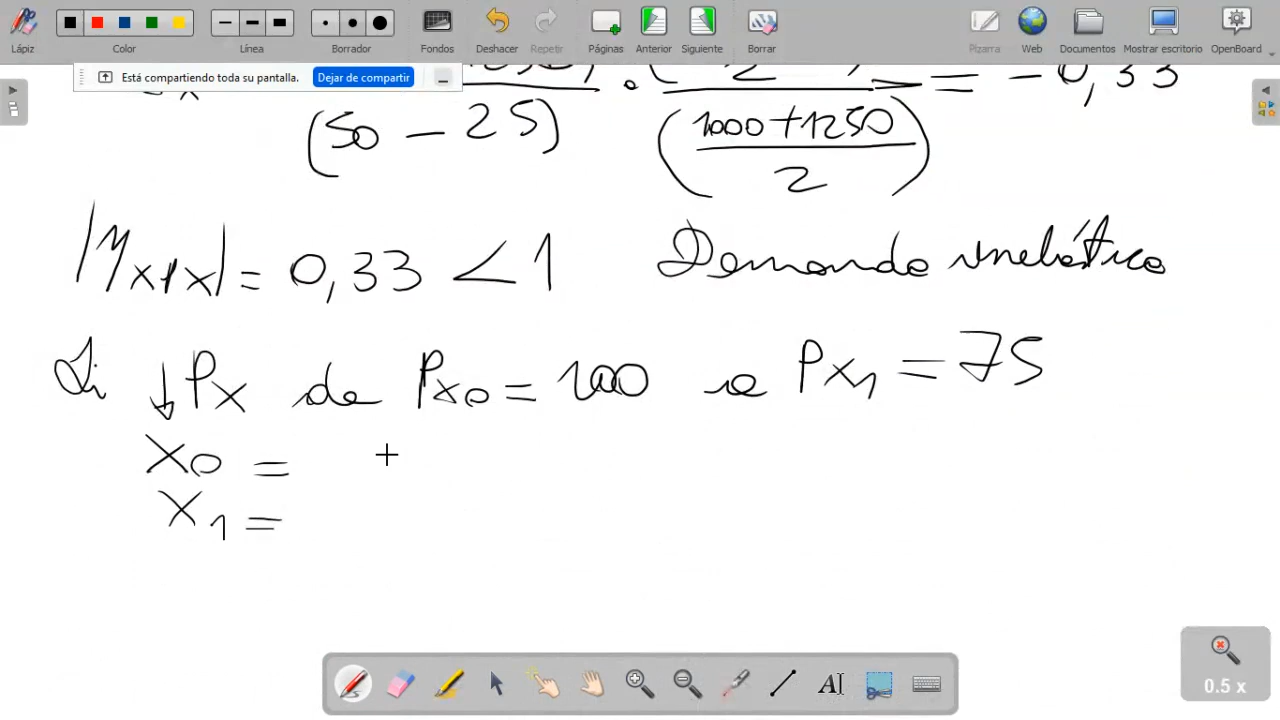 Lápiz Color Línea Borrador Fondos Deshacer Repetir Páginas Anterior Siguiente Borrar Pizarra Web Documentos Mostrar escritorio OpenBoard
Está compartiendo toda su pantalla. Dejar de compartir
2 = - 0,33
(50 - 25) (1000 + 1250
2)
|ηx,Px| = 0,33 < 1 Demanda inelástica
Si ↓Px de Px0 = 100 a Px1 = 75
X0 =
X1 =
0.5 x